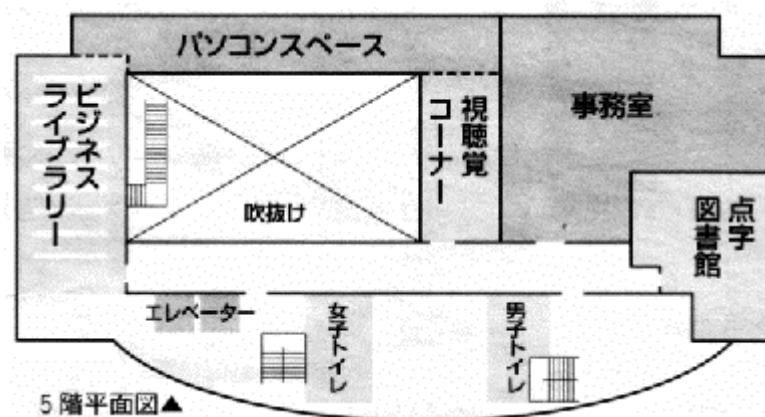 パソコンスペース
ビジネス
ライブラリー
視聴覚
コーナー
事務室
点字
図書館
吹抜け
エレベーター
女子トイレ
男子トイレ
5階平面図▲